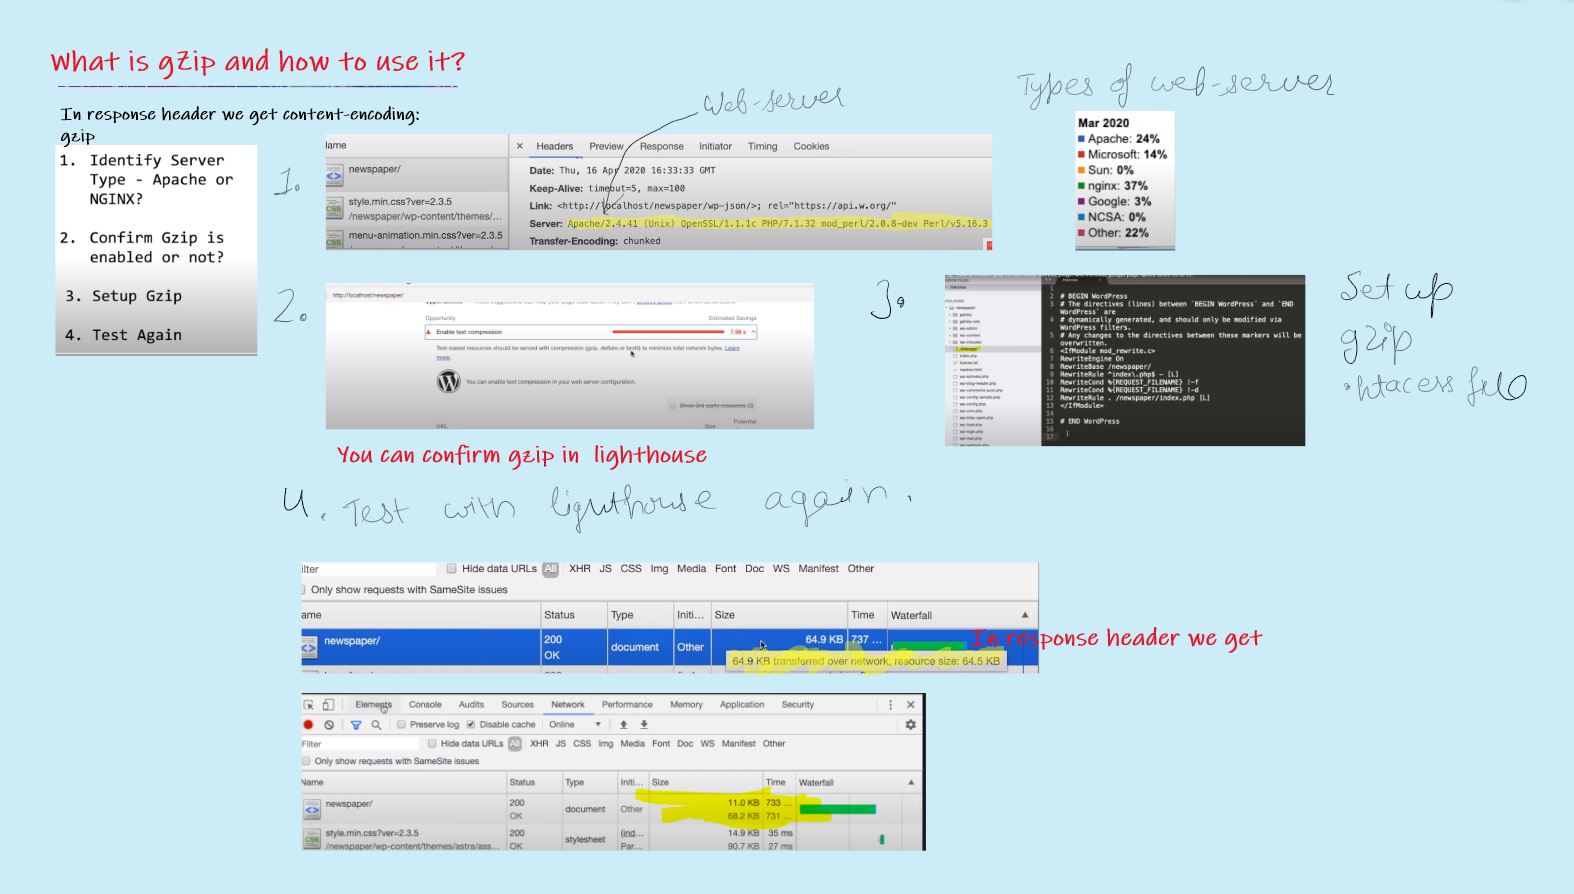 What is gZip and how to use it?
In response header we get content-encoding:
gzip
1. Identify Server
Type - Apache or
NGINX?
2. Confirm Gzip is
enabled or not?
3. Setup Gzip
4. Test Again
Web-server
Types of web-server
Mar 2020
Apache: 24%
Microsoft: 14%
Sun: 0%
nginx: 37%
Google: 3%
NCSA: 0%
Other: 22%
1.
ame
newspaper/
style.min.css?ver=2.3.5
/newspaper/wp-content/themes/...
menu-animation.min.css?ver=2.3.5
× Headers Preview Response Initiator Timing Cookies
Date: Thu, 16 Apr 2020 16:33:33 GMT
Keep-Alive: timeout=5, max=100
Link: <http://localhost/newspaper/wp-json/>; rel="https://api.w.org/"
Server: Apache/2.4.41 (Unix) OpenSSL/1.1.1c PHP/7.1.32 mod_perl/2.0.8-dev Perl/v5.16.3
Transfer-Encoding: chunked
2.
http://localhost/newspaper/
Opportunity Estimated Savings
Enable text compression 7.98 s
Text-based resources should be served with compression (gzip, deflate or brotli) to minimize total network bytes. Learn
more.
You can enable text compression in your web server configuration.
Show 3rd-party resources (0)
Potential
URL Size
You can confirm gzip in lighthouse
3.
1
2 # BEGIN WordPress
3 # The directives (lines) between `BEGIN WordPress` and `END
WordPress` are
4 # dynamically generated, and should only be modified via
WordPress filters.
5 # Any changes to the directives between these markers will be
overwritten.
6 <IfModule mod_rewrite.c>
7 RewriteEngine On
8 RewriteBase /newspaper/
9 RewriteRule ^index\.php$ - [L]
10 RewriteCond %{REQUEST_FILENAME} !-f
11 RewriteCond %{REQUEST_FILENAME} !-d
12 RewriteRule . /newspaper/index.php [L]
13 </IfModule>
14
15 # END WordPress
16
17
Set up
gzip
.htacess file
4. Test with lighthouse again.
ilter Hide data URLs All XHR JS CSS Img Media Font Doc WS Manifest Other
Only show requests with SameSite issues
ame Status Type Initi... Size Time Waterfall
newspaper/ 200 document Other 64.9 KB 737 ...
OK
64.9 KB transferred over network, resource size: 64.5 KB
In response header we get
Elements Console Audits Sources Network Performance Memory Application Security
Preserve log Disable cache Online
Filter Hide data URLs All XHR JS CSS Img Media Font Doc WS Manifest Other
Only show requests with SameSite issues
Name Status Type Initi... Size Time Waterfall
newspaper/ 200 document Other 11.0 KB 733 ...
OK 68.2 KB 731 ...
style.min.css?ver=2.3.5 200 stylesheet (ind... 14.9 KB 35 ms
/newspaper/wp-content/themes/astra/ass... OK Par... 90.7 KB 27 ms